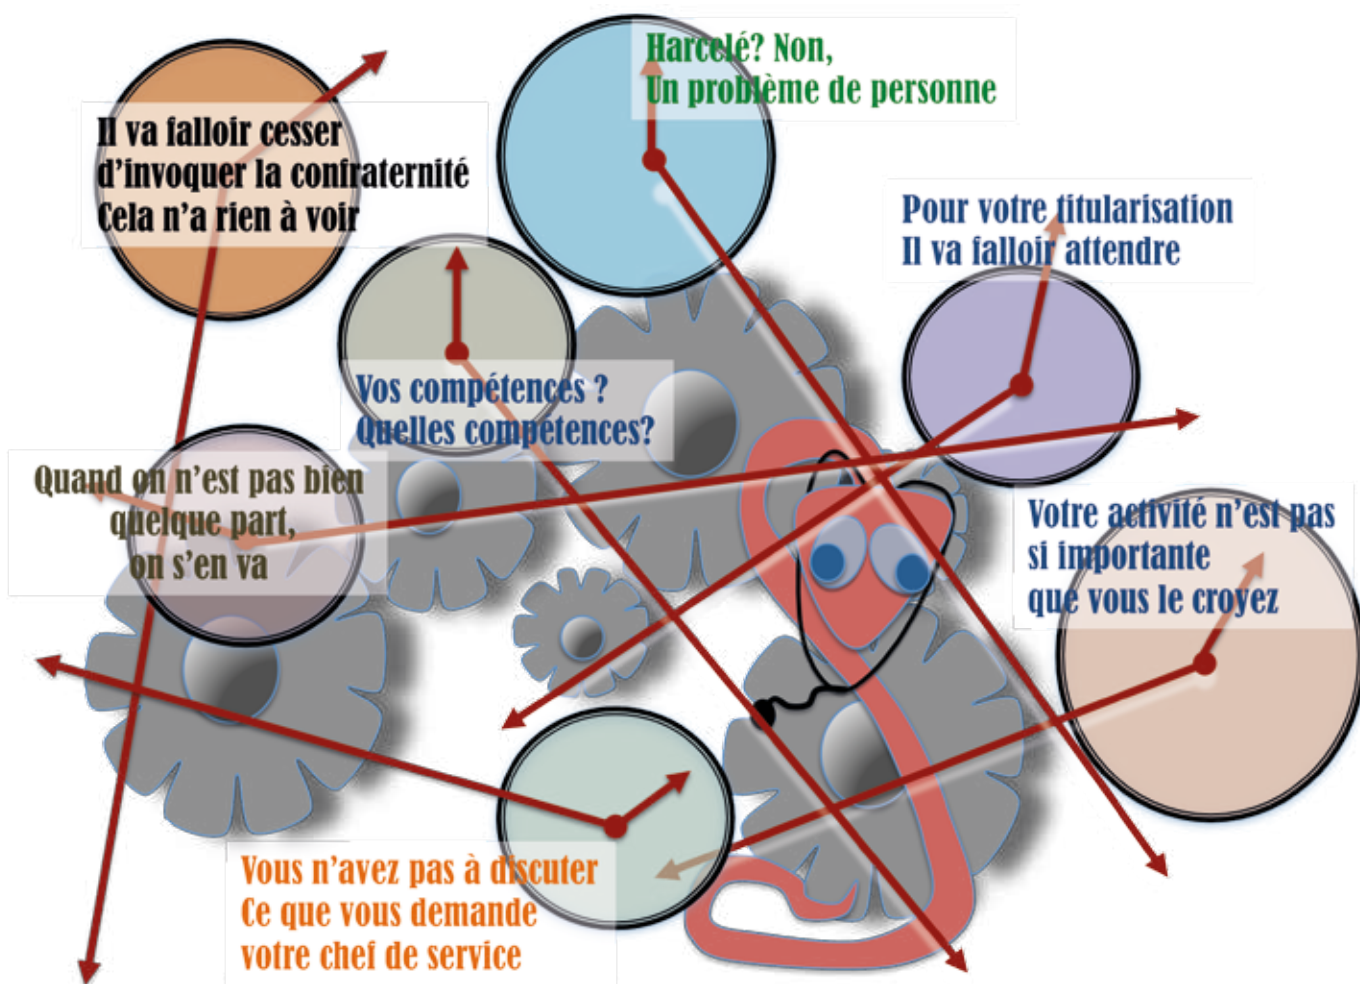 Harcelé? Non,
Un problème de personne
Il va falloir cesser
d'invoquer la confraternité
Cela n'a rien à voir
Pour votre titularisation
Il va falloir attendre
Vos compétences ?
Quelles compétences?
Quand on n'est pas bien
quelque part,
on s'en va
Votre activité n'est pas
si importante
que vous le croyez
Vous n'avez pas à discuter
Ce que vous demande
votre chef de service